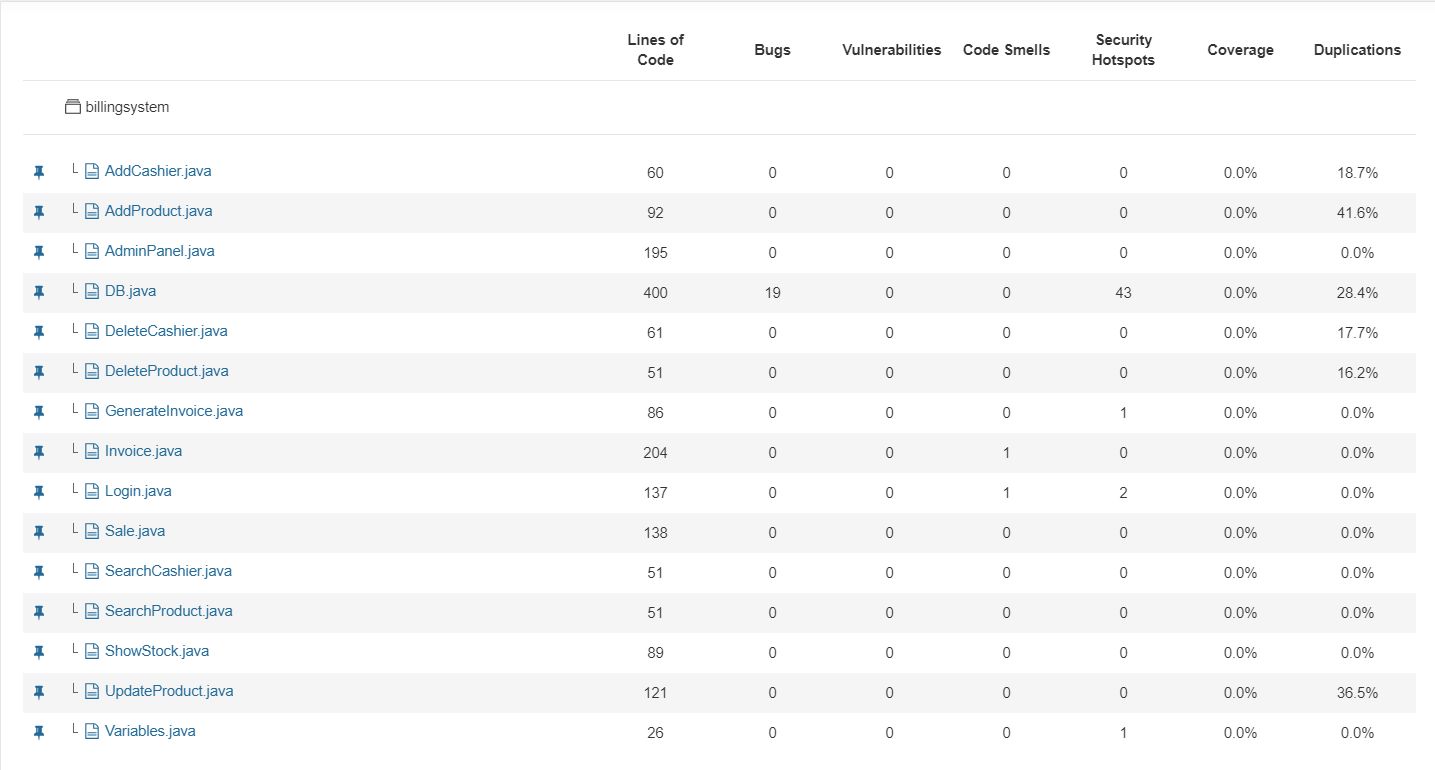 Lines of Code Bugs Vulnerabilities Code Smells Security Hotspots Coverage Duplications
billingsystem
AddCashier.java 60 0 0 0 0 0.0% 18.7%
AddProduct.java 92 0 0 0 0 0.0% 41.6%
AdminPanel.java 195 0 0 0 0 0.0% 0.0%
DB.java 400 19 0 0 43 0.0% 28.4%
DeleteCashier.java 61 0 0 0 0 0.0% 17.7%
DeleteProduct.java 51 0 0 0 0 0.0% 16.2%
GenerateInvoice.java 86 0 0 0 1 0.0% 0.0%
Invoice.java 204 0 0 1 0 0.0% 0.0%
Login.java 137 0 0 1 2 0.0% 0.0%
Sale.java 138 0 0 0 0 0.0% 0.0%
SearchCashier.java 51 0 0 0 0 0.0% 0.0%
SearchProduct.java 51 0 0 0 0 0.0% 0.0%
ShowStock.java 89 0 0 0 0 0.0% 0.0%
UpdateProduct.java 121 0 0 0 0 0.0% 36.5%
Variables.java 26 0 0 0 1 0.0% 0.0%